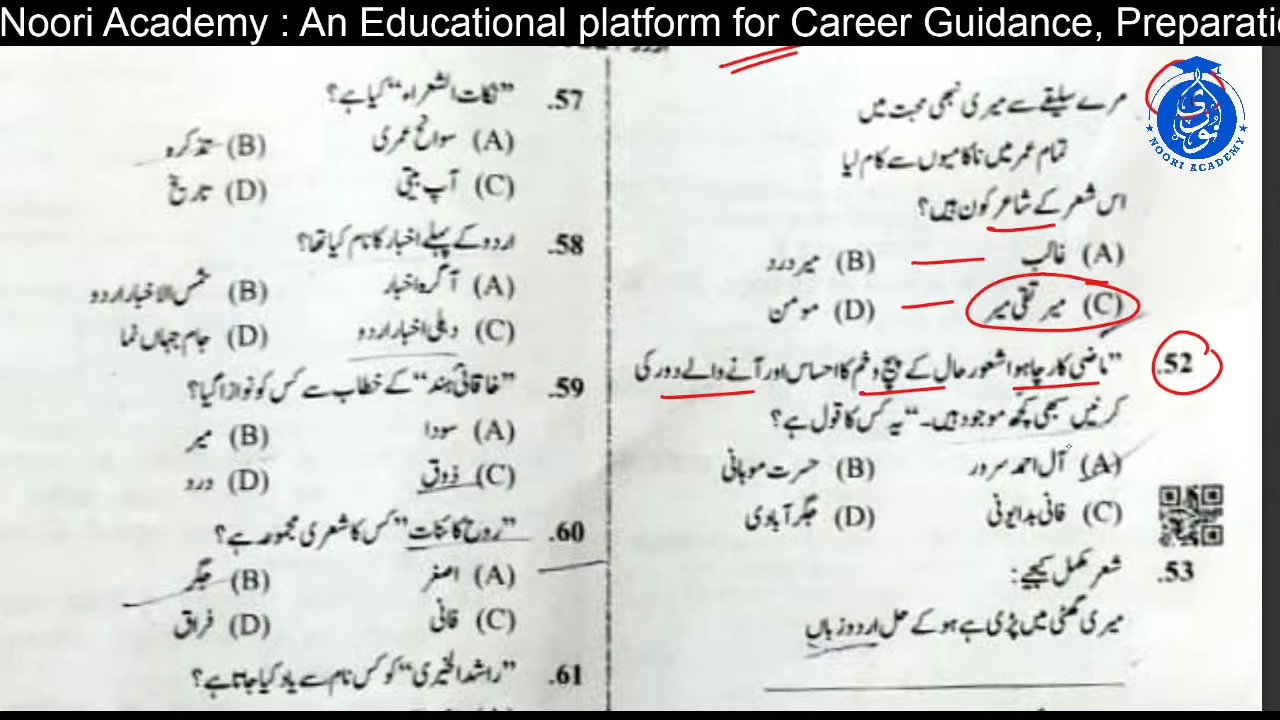 Noori Academy : An Educational platform for Career Guidance, Preparati
NOORI ACADEMY
مرے سلیقے سے میری نبھی محبت میں
تمام عمر میں ناکامیوں سے کام لیا
اس شعر کے شاعر کون ہیں؟
(A) غالب (B) میر درد
(C) میر تقی میر (D) مومن
.52 ”ماضی کا رچا ہوا شعور حال کے پیچ و خم کا احساس اور آنے والے دور کی
کرنیں سبھی کچھ موجود ہیں۔“ یہ کس کا قول ہے؟
(A) آل احمد سرور (B) حسرت موہانی
(C) فانی بدایونی (D) جگر آبادی
.53 شعر مکمل کیجیے:
میری گھٹی میں پڑی ہے ہو کے حل اردو زباں
.57 ”نکات الشعراء“ کیا ہے؟
(A) سوانح عمری (B) تذکرہ
(C) آپ بیتی (D) تاریخ
.58 اردو کے پہلے اخبار کا نام کیا تھا؟
(A) آگرہ اخبار (B) شمس الاخبار اردو
(C) دہلی اخبار اردو (D) جام جہاں نما
.59 ”خاقانیٔ ہند“ کے خطاب سے کس کو نوازا گیا؟
(A) سودا (B) میر
(C) ذوق (D) درد
.60 ”روح کائنات“ کس کا شعری مجموعہ ہے؟
(A) اصغر (B) جگر
(C) فانی (D) فراق
.61 ”راشد الخیری“ کو کس نام سے یاد کیا جاتا ہے؟